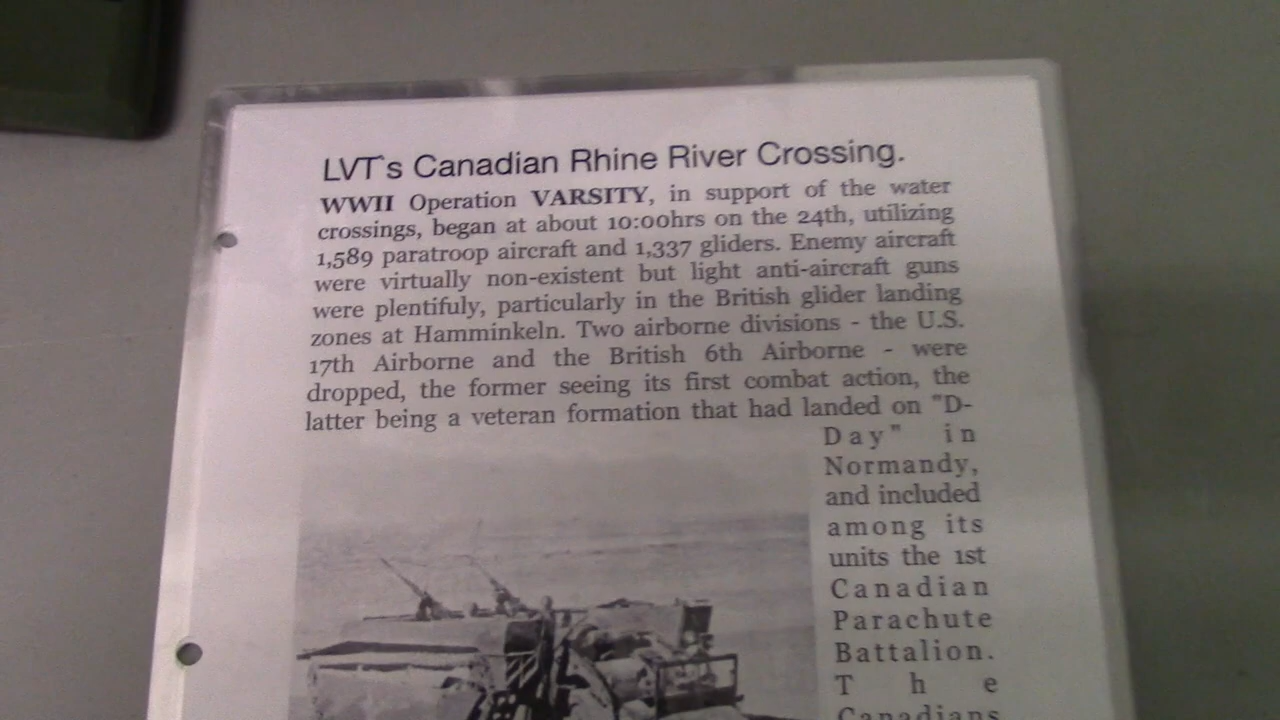 LVT's Canadian Rhine River Crossing.
WWII Operation VARSITY, in support of the water
crossings, began at about 10:00hrs on the 24th, utilizing
1,589 paratroop aircraft and 1,337 gliders. Enemy aircraft
were virtually non-existent but light anti-aircraft guns
were plentifuly, particularly in the British glider landing
zones at Hamminkeln. Two airborne divisions - the U.S.
17th Airborne and the British 6th Airborne - were
dropped, the former seeing its first combat action, the
latter being a veteran formation that had landed on "D-
Day" in
Normandy,
and included
among its
units the 1st
Canadian
Parachute
Battalion.
The
Canadians